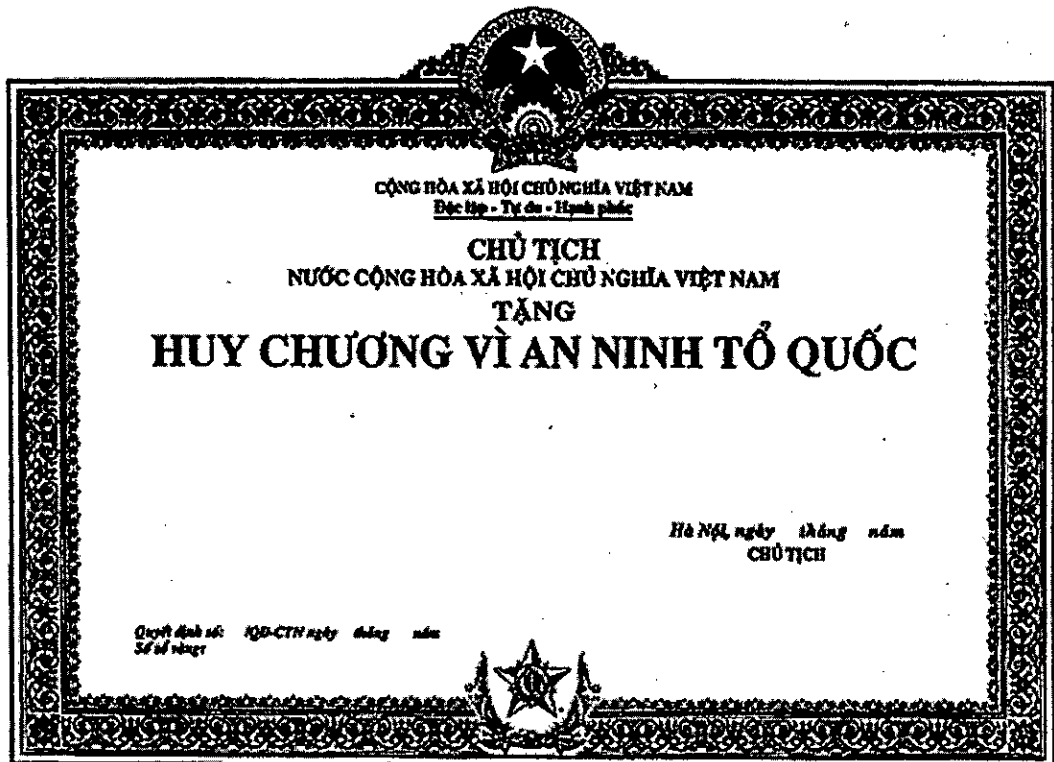 CỘNG HÒA XÃ HỘI CHỦ NGHĨA VIỆT NAM
Độc lập - Tự do - Hạnh phúc
CHỦ TỊCH
NƯỚC CỘNG HÒA XÃ HỘI CHỦ NGHĨA VIỆT NAM
TẶNG
HUY CHƯƠNG VÌ AN NINH TỔ QUỐC
Hà Nội, ngày tháng năm
CHỦ TỊCH
Quyết định số: /QĐ-CTN ngày tháng năm
Số sổ vàng: